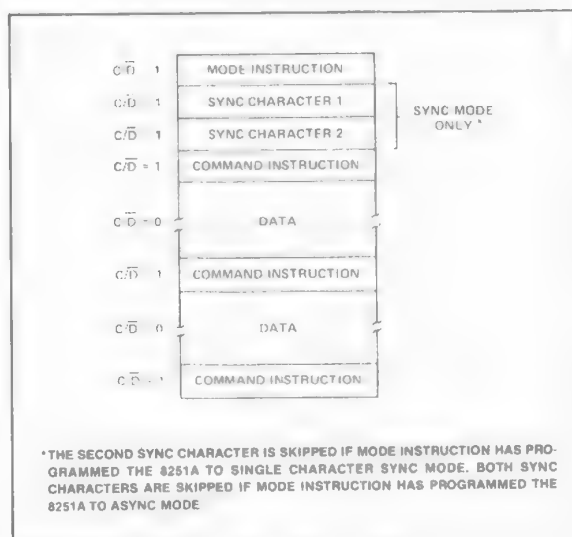 C/D̅ 1 MODE INSTRUCTION
C/D̅ 1 SYNC CHARACTER 1
SYNC MODE
ONLY*
C/D̅ 1 SYNC CHARACTER 2
C/D̅ = 1 COMMAND INSTRUCTION
C/D̅ = 0 DATA
C/D̅ 1 COMMAND INSTRUCTION
C/D̅ 0 DATA
C/D̅ 1 COMMAND INSTRUCTION
*THE SECOND SYNC CHARACTER IS SKIPPED IF MODE INSTRUCTION HAS PRO-
GRAMMED THE 8251A TO SINGLE CHARACTER SYNC MODE. BOTH SYNC
CHARACTERS ARE SKIPPED IF MODE INSTRUCTION HAS PROGRAMMED THE
8251A TO ASYNC MODE